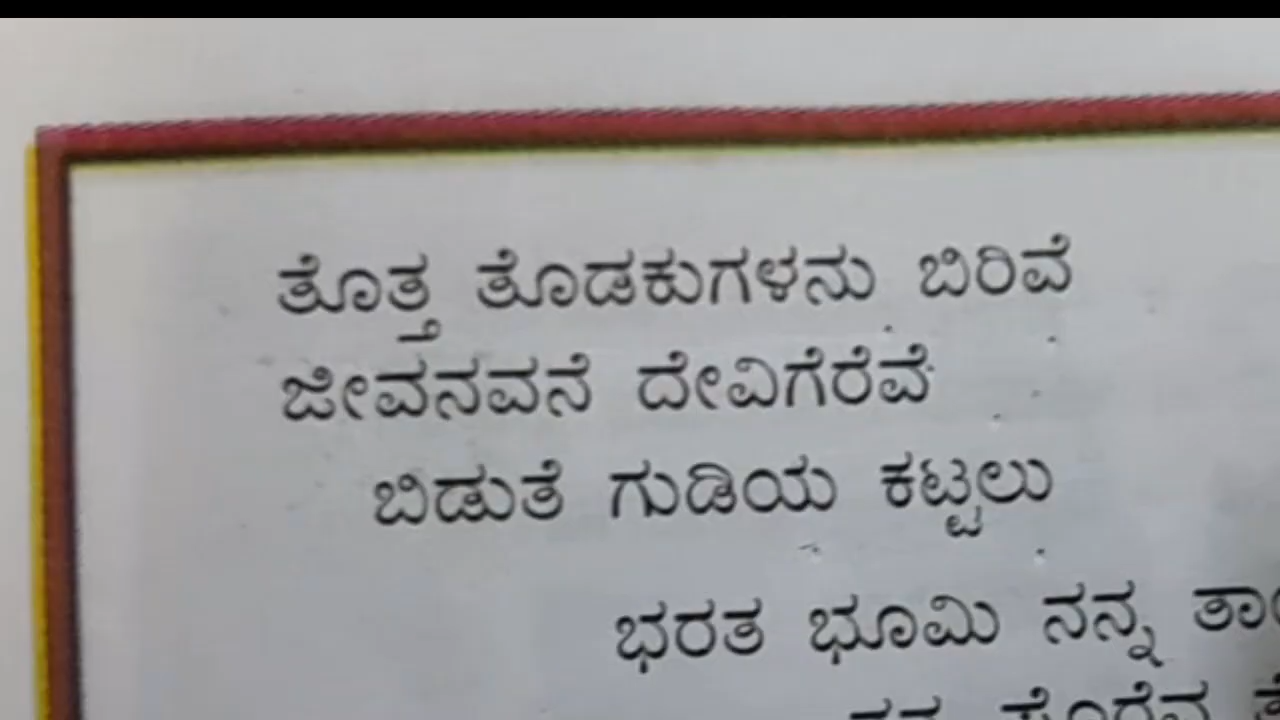 ತೊತ್ತ ತೊಡಕುಗಳನು ಬಿರಿವೆ
ಜೀವನವನೆ ದೇವಿಗೆರೆವೆ
ಬಿಡುತೆ ಗುಡಿಯ ಕಟ್ಟಲು
ಭರತ ಭೂಮಿ ನನ್ನ